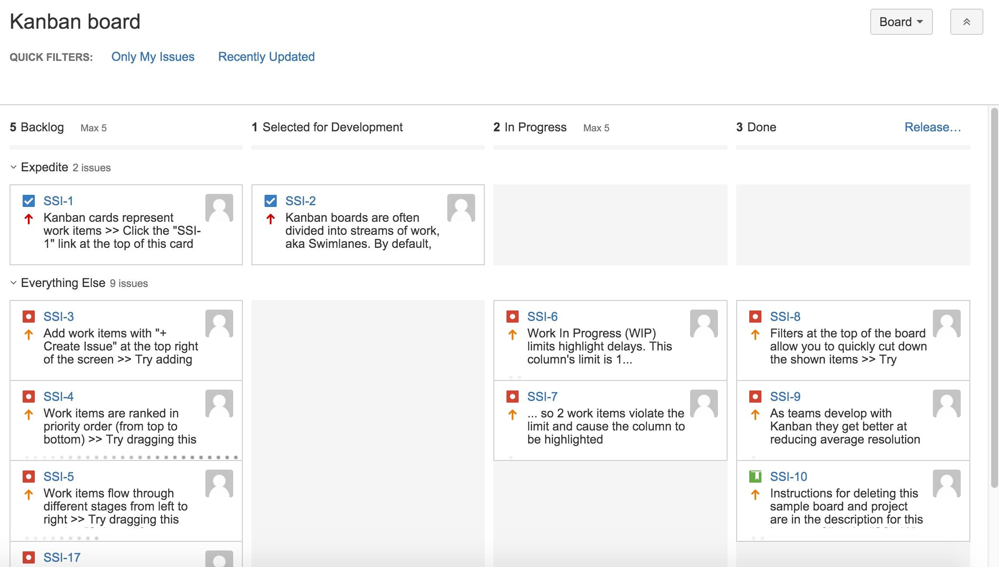 Kanban board
Board
QUICK FILTERS: Only My Issues Recently Updated
5 Backlog Max 5
1 Selected for Development
2 In Progress Max 5
3 Done Release…
Expedite 2 issues
SSI-1
Kanban cards represent
work items >> Click the "SSI-
1" link at the top of this card
SSI-2
Kanban boards are often
divided into streams of work,
aka Swimlanes. By default,
Everything Else 9 issues
SSI-3
Add work items with "+
Create Issue" at the top right
of the screen >> Try adding
SSI-4
Work items are ranked in
priority order (from top to
bottom) >> Try dragging this
SSI-5
Work items flow through
different stages from left to
right >> Try dragging this
SSI-17
SSI-6
Work In Progress (WIP)
limits highlight delays. This
column's limit is 1...
SSI-7
... so 2 work items violate the
limit and cause the column to
be highlighted
SSI-8
Filters at the top of the board
allow you to quickly cut down
the shown items >> Try
SSI-9
As teams develop with
Kanban they get better at
reducing average resolution
SSI-10
Instructions for deleting this
sample board and project
are in the description for this